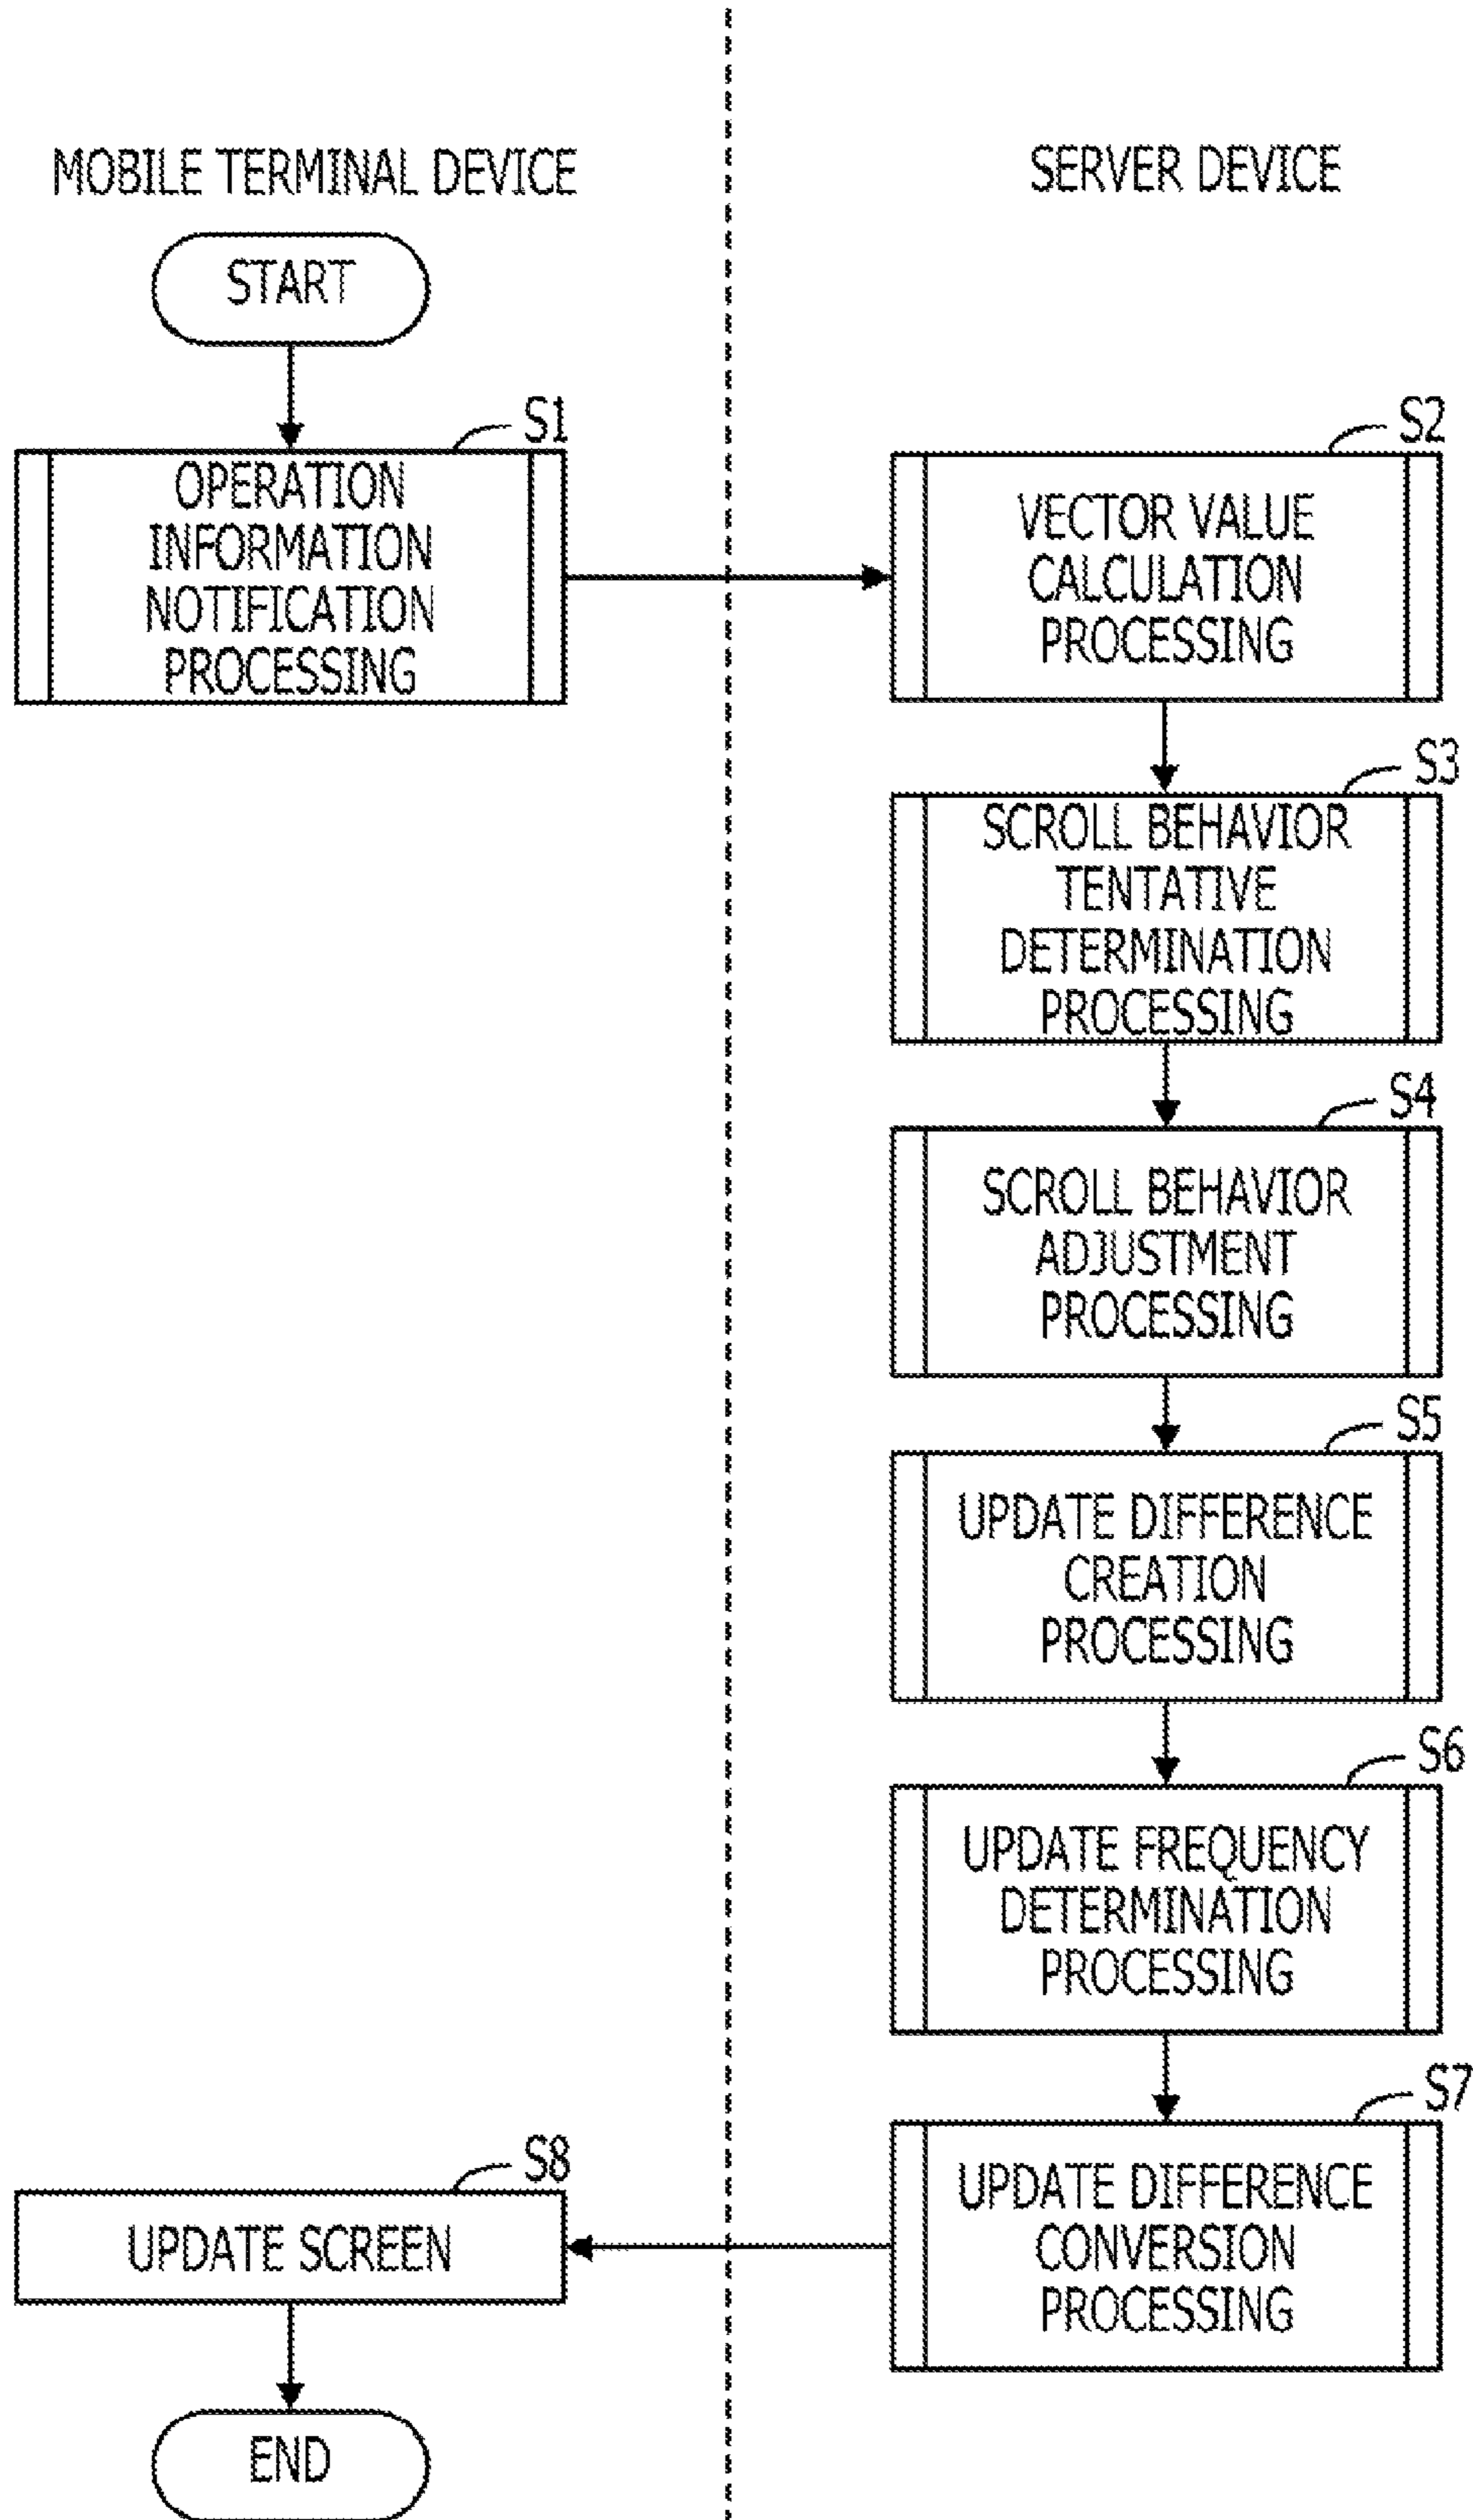 MOBILE TERMINAL DEVICE
SERVER DEVICE
START
S1
OPERATION
INFORMATION
NOTIFICATION
PROCESSING
S2
VECTOR VALUE
CALCULATION
PROCESSING
S3
SCROLL BEHAVIOR
TENTATIVE
DETERMINATION
PROCESSING
S4
SCROLL BEHAVIOR
ADJUSTMENT
PROCESSING
S5
UPDATE DIFFERENCE
CREATION
PROCESSING
S6
UPDATE FREQUENCY
DETERMINATION
PROCESSING
S7
UPDATE DIFFERENCE
CONVERSION
PROCESSING
S8
UPDATE SCREEN
END